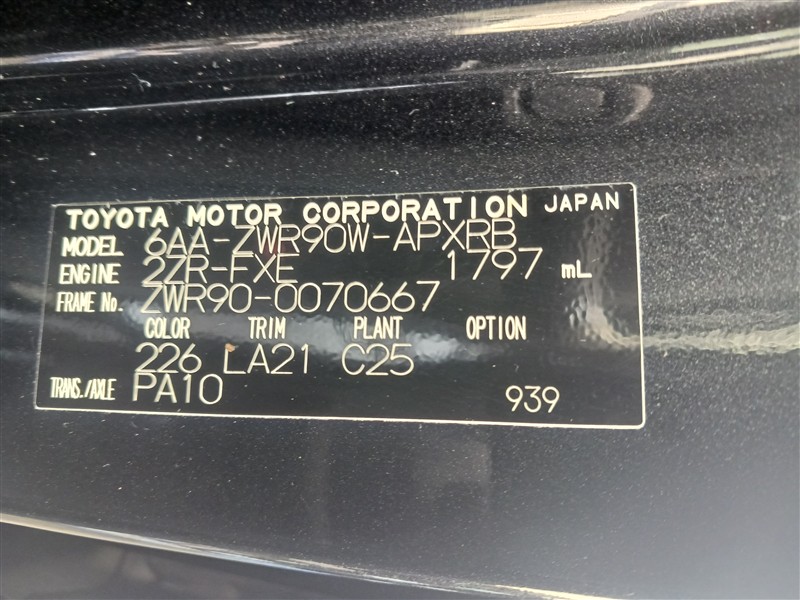 TOYOTA MOTOR CORPORATION JAPAN
MODEL 6AA-ZWR90W-APXRB
ENGINE 2ZR-FXE 1797 mL
FRAME No. ZWR90-0070667
COLOR TRIM PLANT OPTION
226 LA21 C25
TRANS./AXLE PA10 939